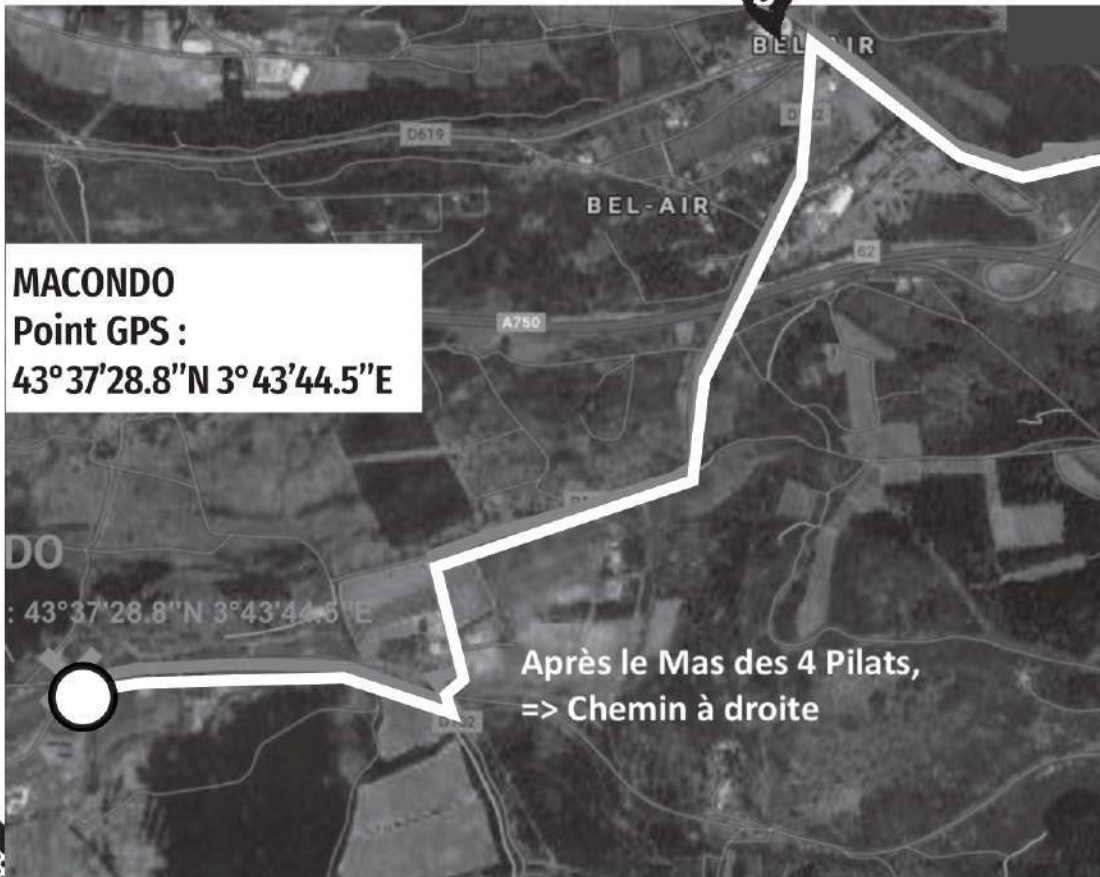 BEL-AIR
D619
BEL-AIR
62
A750
MACONDO
Point GPS :
43°37’28.8’’N 3°43’44.5’’E
DO
: 43°37'28.8"N 3°43'44.5"E
Après le Mas des 4 Pilats,
=> Chemin à droite
D102